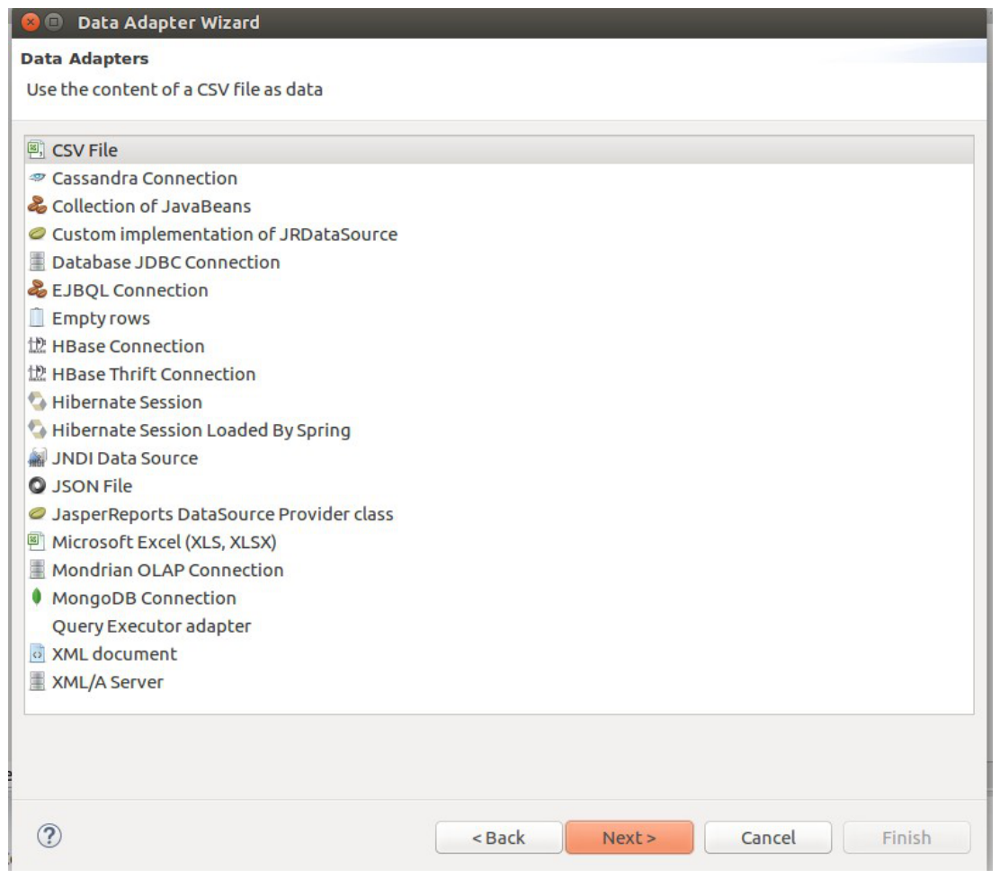 Data Adapter Wizard
Data Adapters
Use the content of a CSV file as data
CSV File
Cassandra Connection
Collection of JavaBeans
Custom implementation of JRDataSource
Database JDBC Connection
EJBQL Connection
Empty rows
HBase Connection
HBase Thrift Connection
Hibernate Session
Hibernate Session Loaded By Spring
JNDI Data Source
JSON File
JasperReports DataSource Provider class
Microsoft Excel (XLS, XLSX)
Mondrian OLAP Connection
MongoDB Connection
Query Executor adapter
XML document
XML/A Server
? < Back Next > Cancel Finish